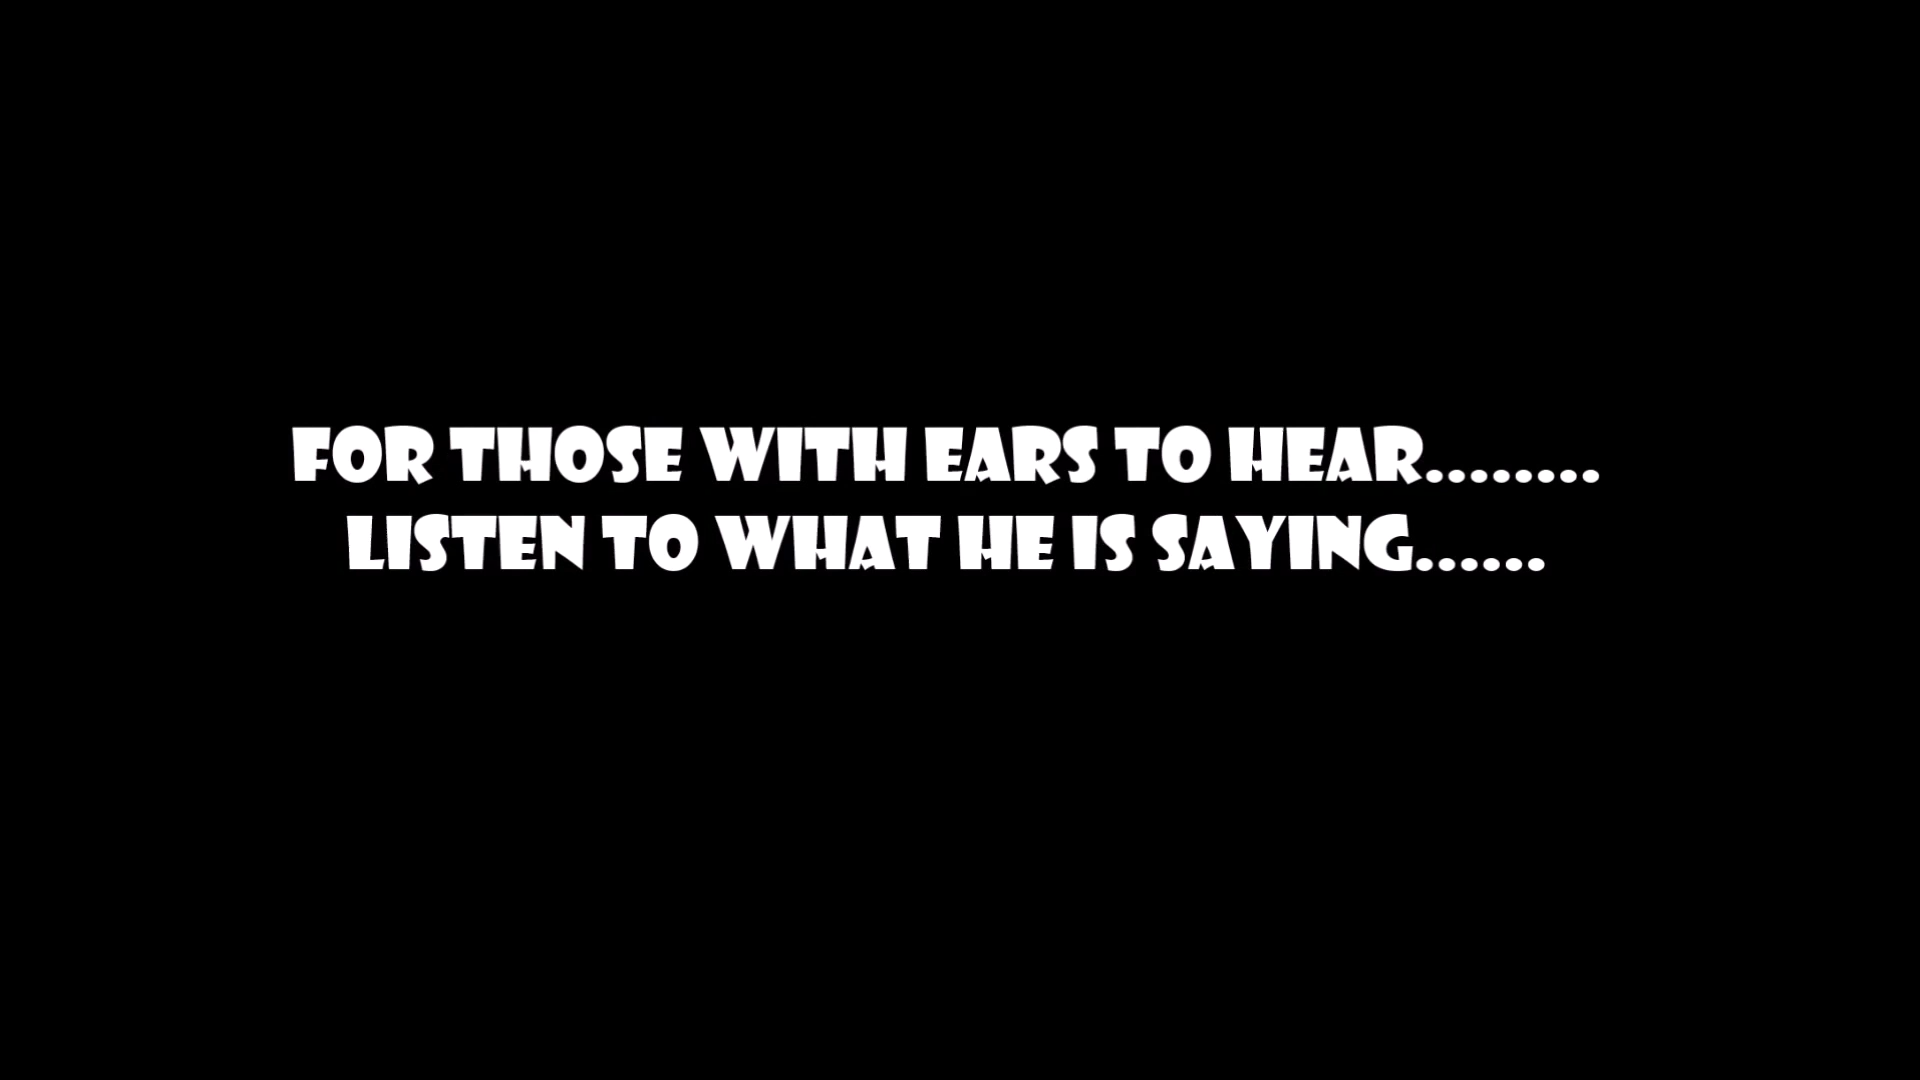 FOR THOSE WITH EARS TO HEAR........
LISTEN TO WHAT HE IS SAYING......